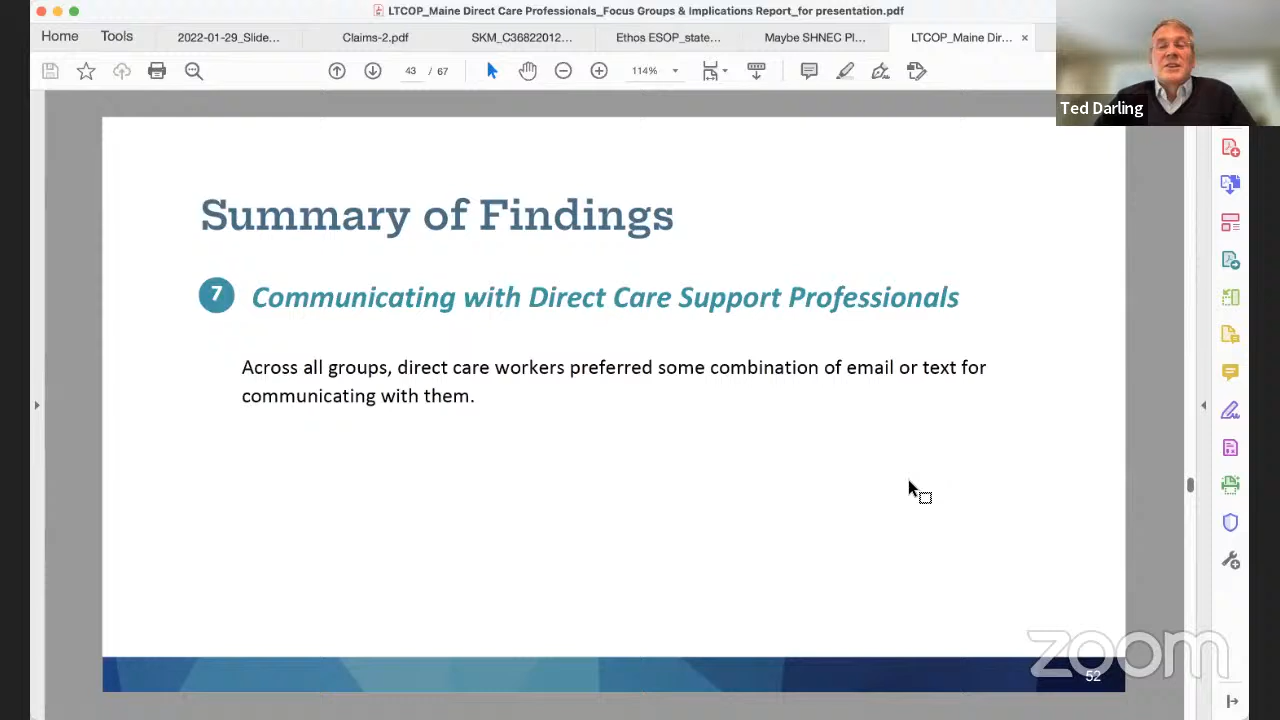 LTCOP_Maine Direct Care Professionals_Focus Groups & Implications Report_for presentation.pdf
Home Tools 2022-01-29_Slide... Claims-2.pdf SKM_C36822012... Ethos ESOP_state... Maybe SHNEC Pl... LTCOP_Maine Dir... ×
43 / 67 114%
Ted Darling
Summary of Findings
7 Communicating with Direct Care Support Professionals
Across all groups, direct care workers preferred some combination of email or text for
communicating with them.
zoom
52